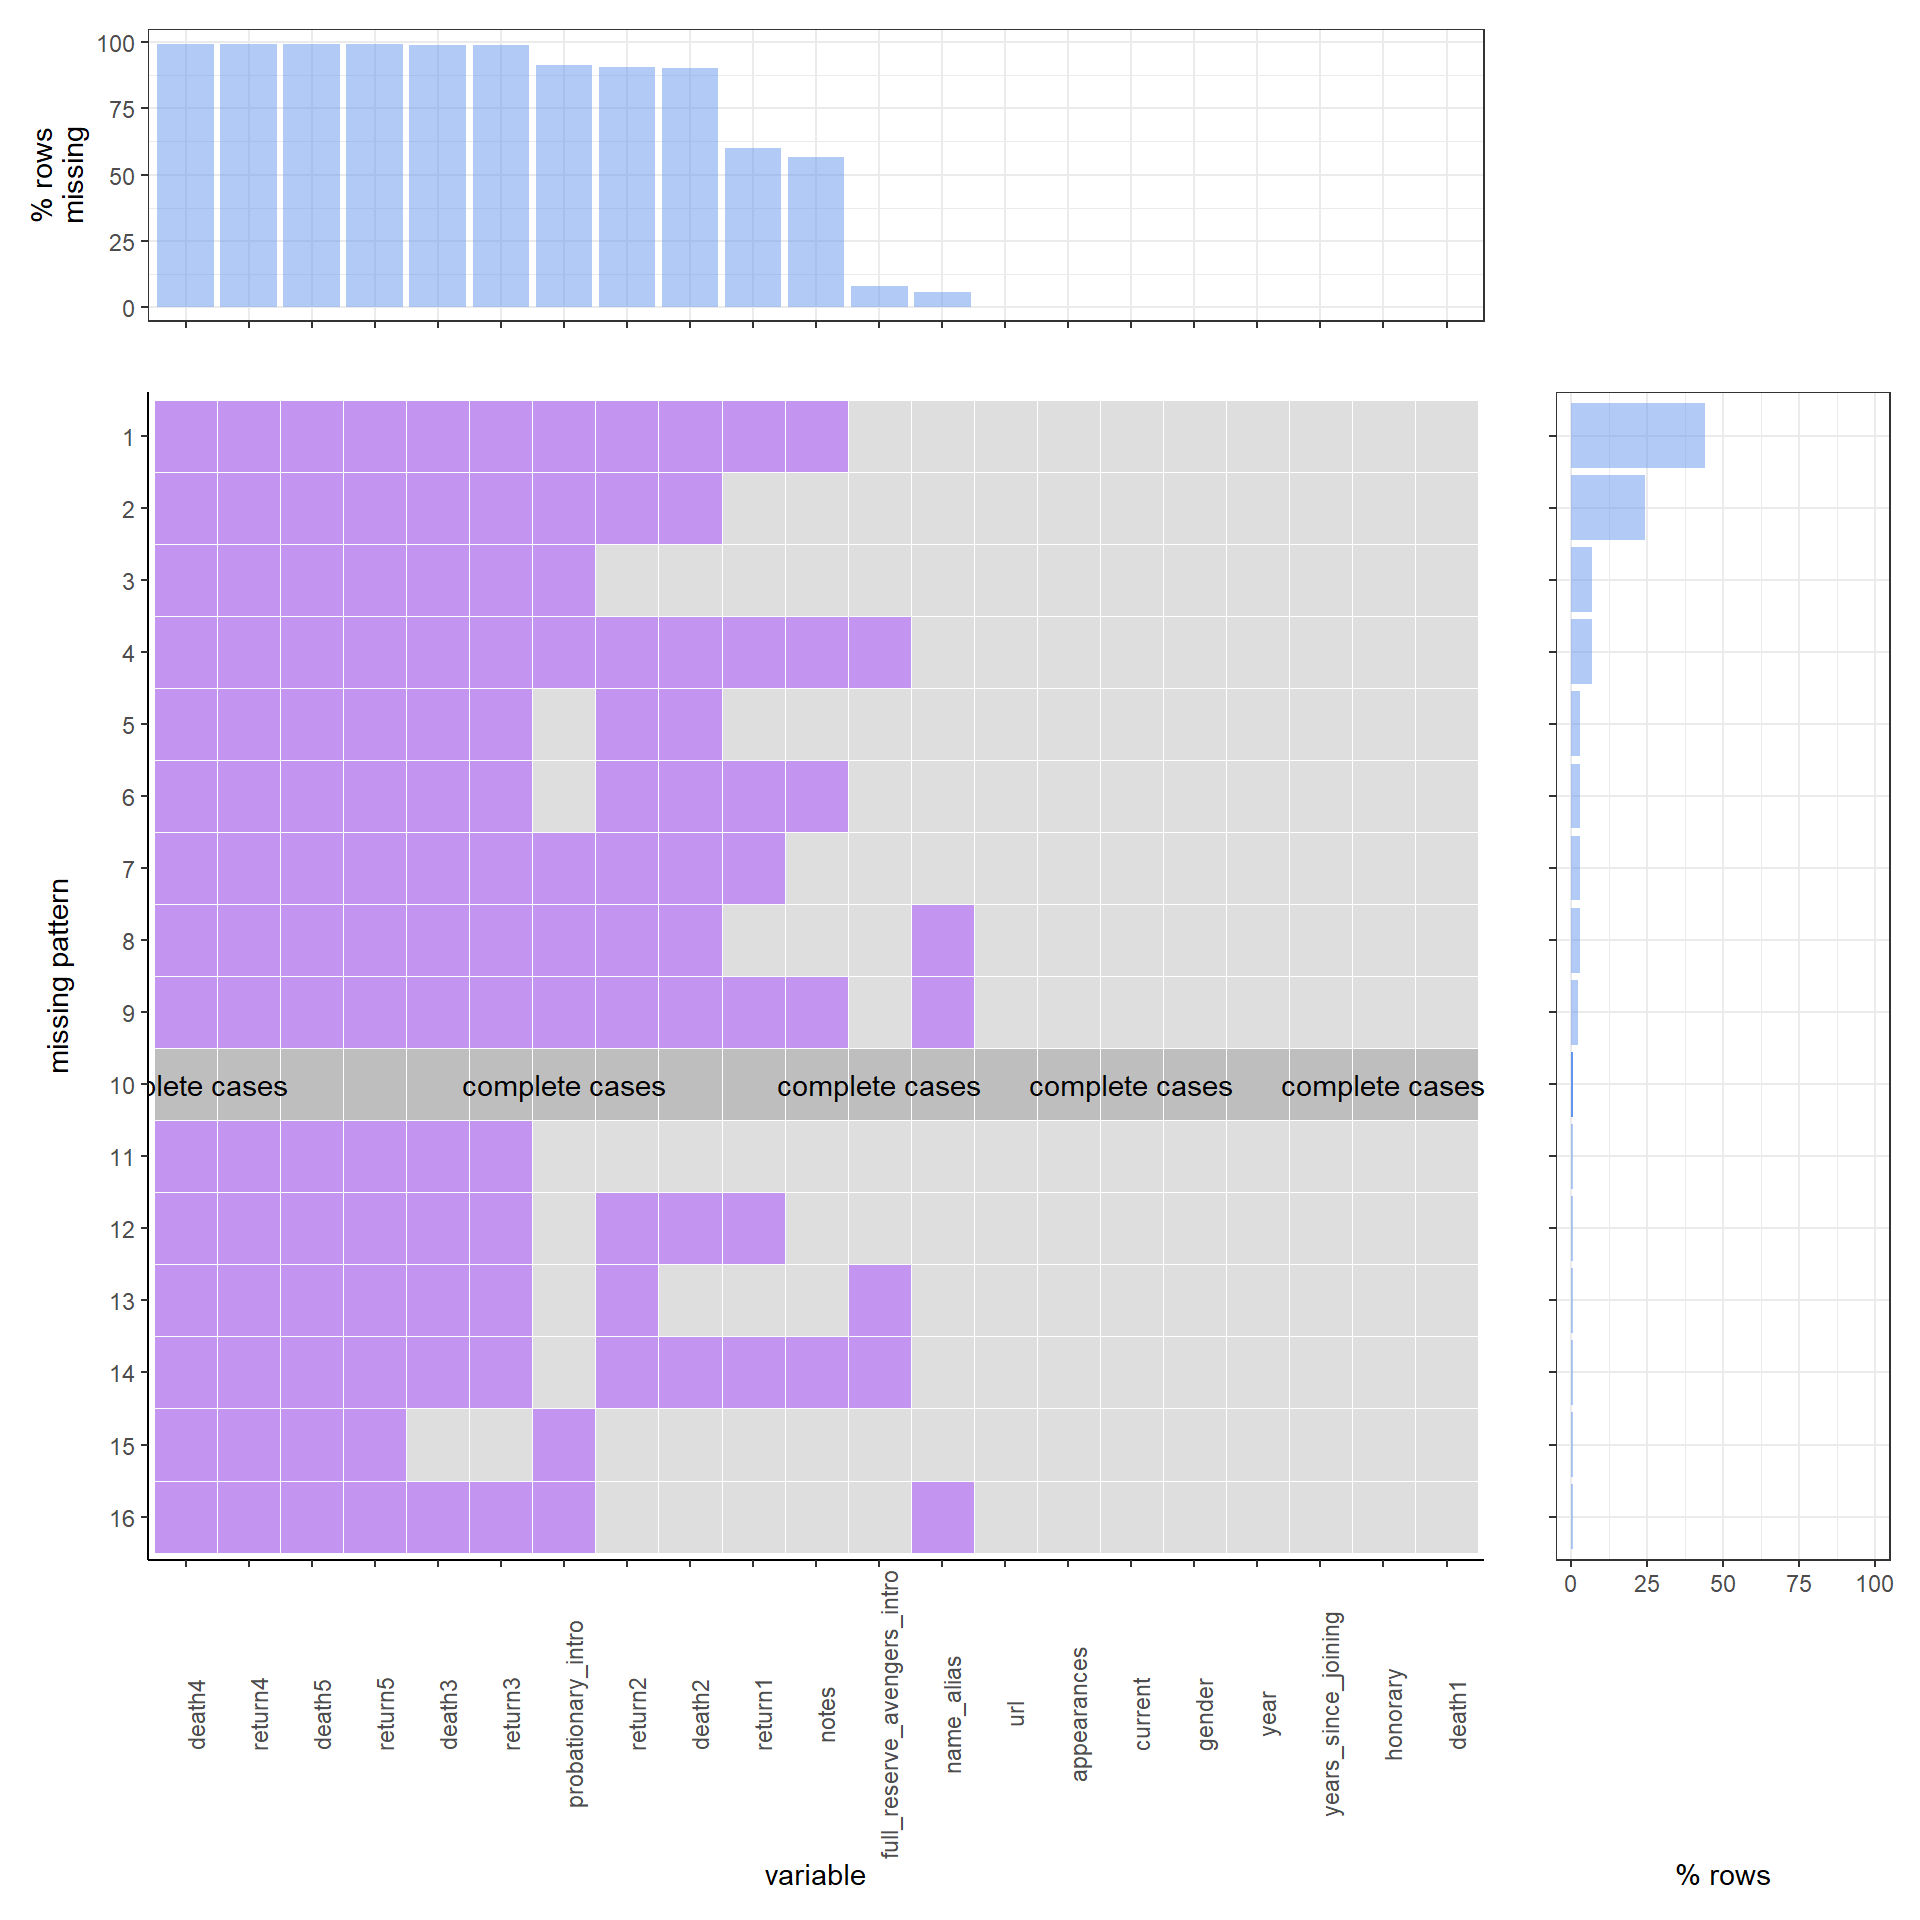 % rows
missing
100
75
50
25
0
missing pattern
1
2
3
4
5
6
7
8
9
10
plete cases complete cases complete cases complete cases complete cases
11
12
13
14
15
16
0 25 50 75 100
death4
return4
death5
return5
death3
return3
probationary_intro
return2
death2
return1
notes
full_reserve_avengers_intro
name_alias
url
appearances
current
gender
year
years_since_joining
honorary
death1
variable
% rows